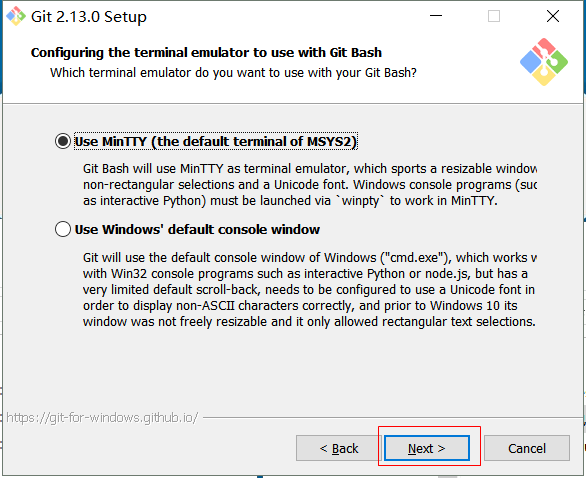 Git 2.13.0 Setup
Configuring the terminal emulator to use with Git Bash
Which terminal emulator do you want to use with your Git Bash?
Use MinTTY (the default terminal of MSYS2)
Git Bash will use MinTTY as terminal emulator, which sports a resizable window
non-rectangular selections and a Unicode font. Windows console programs (suc
as interactive Python) must be launched via `winpty` to work in MinTTY.
Use Windows' default console window
Git will use the default console window of Windows ("cmd.exe"), which works w
with Win32 console programs such as interactive Python or node.js, but has a
very limited default scroll-back, needs to be configured to use a Unicode font in
order to display non-ASCII characters correctly, and prior to Windows 10 its
window was not freely resizable and it only allowed rectangular text selections.
https://git-for-windows.github.io/
< Back Next > Cancel